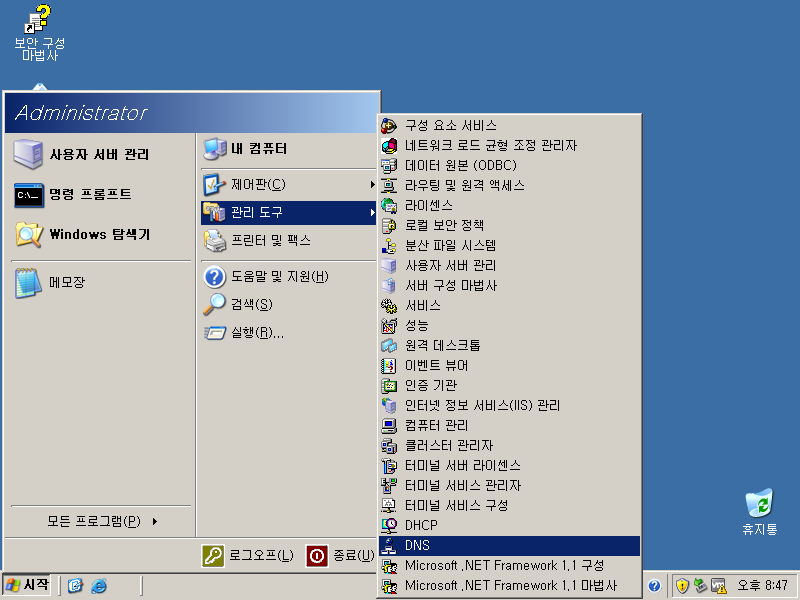 보안 구성
마법사
Administrator
사용자 서버 관리
명령 프롬프트
Windows 탐색기
메모장
모든 프로그램(P)
내 컴퓨터
제어판(C)
관리 도구
프린터 및 팩스
도움말 및 지원(H)
검색(S)
실행(R)...
로그오프(L)
종료(U)
구성 요소 서비스
네트워크 로드 균형 조정 관리자
데이터 원본 (ODBC)
라우팅 및 원격 액세스
라이센스
로컬 보안 정책
분산 파일 시스템
사용자 서버 관리
서버 구성 마법사
서비스
성능
원격 데스크톱
이벤트 뷰어
인증 기관
인터넷 정보 서비스(IIS) 관리
컴퓨터 관리
클러스터 관리자
터미널 서버 라이센스
터미널 서비스 관리자
터미널 서비스 구성
DHCP
DNS
Microsoft .NET Framework 1.1 구성
Microsoft .NET Framework 1.1 마법사
휴지통
시작
오후 8:47